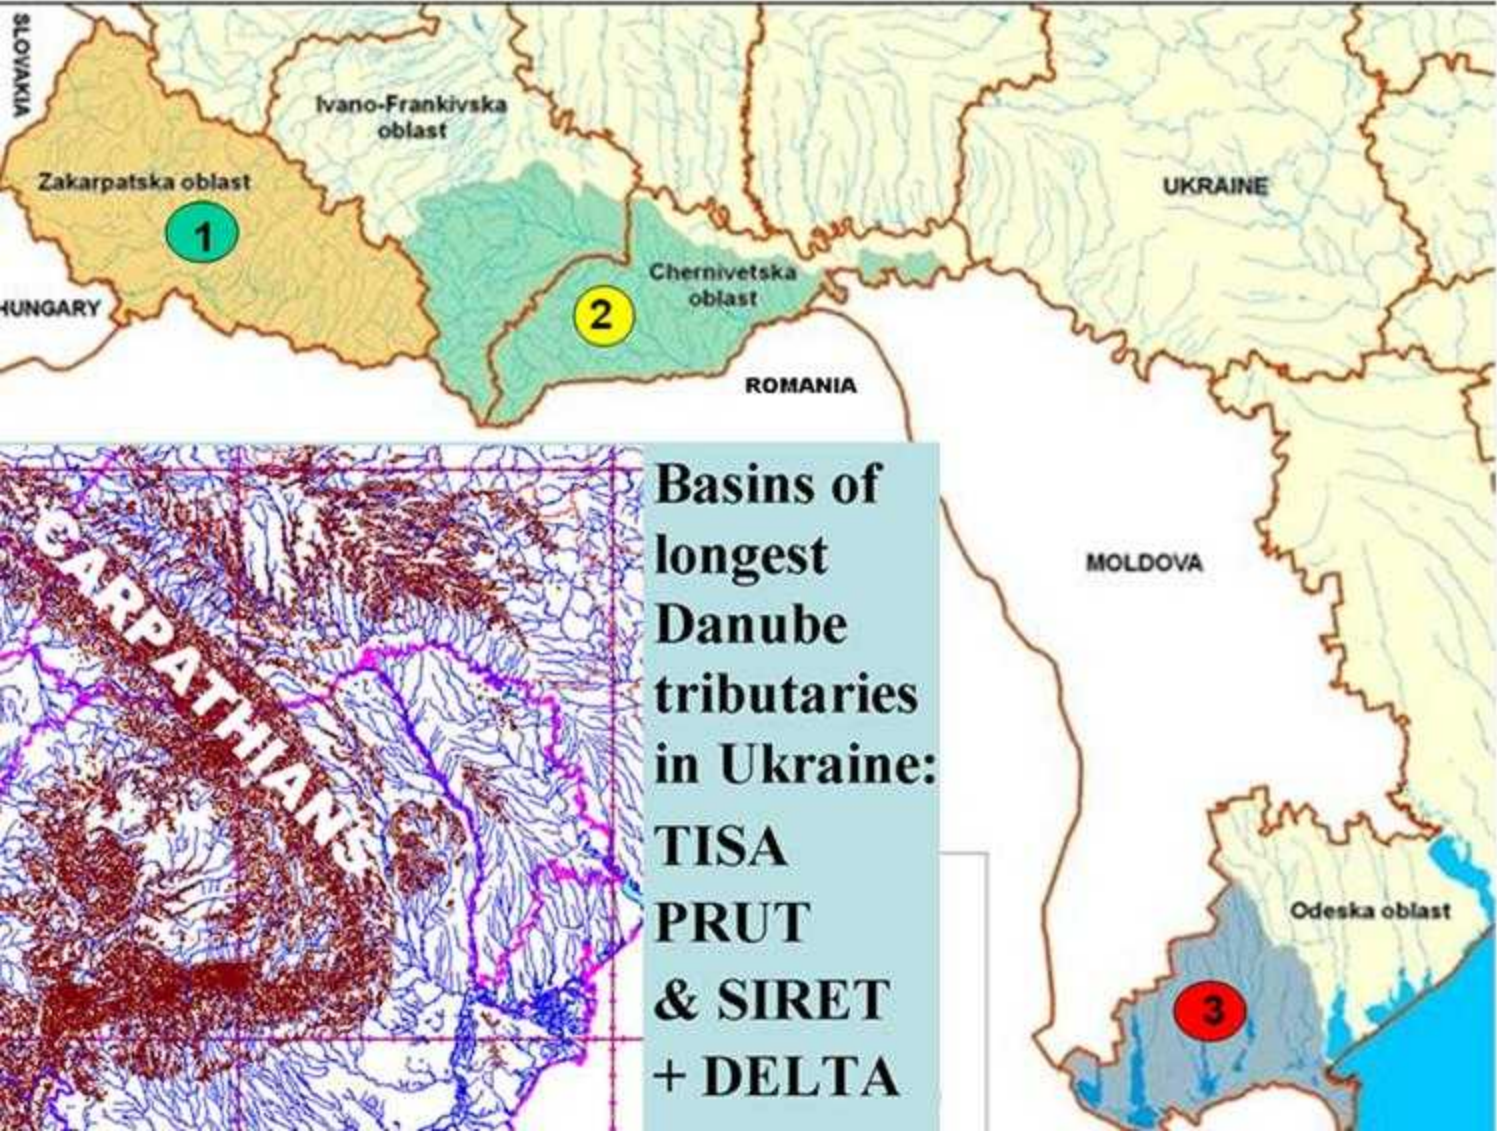 SLOVAKIA
Ivano-Frankivska
oblast
Zakarpatska oblast
1
UKRAINE
Chernivetska
oblast
2
HUNGARY
ROMANIA
CARPATHIANS
Basins of
longest
Danube
tributaries
in Ukraine:
TISA
PRUT
& SIRET
+ DELTA
MOLDOVA
Odeska oblast
3